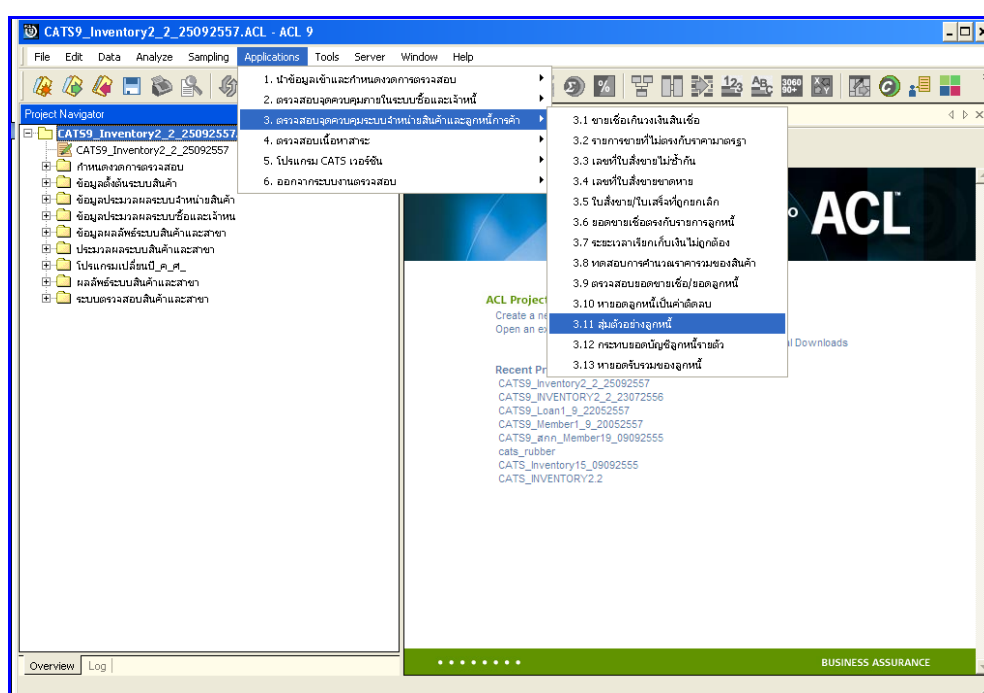 CATS9_Inventory2_2_25092557.ACL - ACL 9
File Edit Data Analyze Sampling Applications Tools Server Window Help
1. นำข้อมูลเข้าและกำหนดงวดการตรวจสอบ
2. ตรวจสอบจุดควบคุมภายในระบบซื้อและเจ้าหนี้
3. ตรวจสอบจุดควบคุมระบบจำหน่ายสินค้าและลูกหนี้การค้า
4. ตรวจสอบเนื้อหาสาระ
5. โปรแกรม CATS เวอร์ชัน
6. ออกจากระบบงานตรวจสอบ
3.1 ขายเชื่อเกินวงเงินสินเชื่อ
3.2 รายการขายที่ไม่ตรงกับราคามาตรฐา
3.3 เลขที่ใบสั่งขายไม่ซ้ำกัน
3.4 เลขที่ใบสั่งขายขาดหาย
3.5 ใบสั่งขาย/ใบเสร็จที่ถูกยกเลิก
3.6 ยอดขายเชื่อตรงกับรายการลูกหนี้
3.7 ระยะเวลาเรียกเก็บเงินไม่ถูกต้อง
3.8 ทดสอบการคำนวณราคารวมของสินค้า
3.9 ตรวจสอบยอดขายเชื่อ/ยอดลูกหนี้
3.10 หายอดลูกหนี้เป็นค่าติดลบ
3.11 สุ่มตัวอย่างลูกหนี้
3.12 กระทบยอดบัญชีลูกหนี้รายตัว
3.13 หายอดรับรวมของลูกหนี้
Project Navigator
CATS9_Inventory2_2_25092557.
CATS9_Inventory2_2_25092557
กำหนดงวดการตรวจสอบ
ข้อมูลตั้งต้นระบบสินค้า
ข้อมูลประมวลผลระบบจำหน่ายสินค้า
ข้อมูลประมวลผลระบบซื้อและเจ้าหน
ข้อมูลผลลัพธ์ระบบสินค้าและสาขา
ประมวลผลระบบสินค้าและสาขา
โปรแกรมเปลี่ยนปี_ค_ศ_
ผลลัพธ์ระบบสินค้าและสาขา
ระบบตรวจสอบสินค้าและสาขา
o ACL
ACL Project
Create a ne
Open an ex
al Downloads
Recent Pr
CATS9_Inventory2_2_25092557
CATS9_INVENTORY2_2_23072556
CATS9_Loan1_9_22052557
CATS9_Member1_9_20052557
CATS9_สกก_Member19_09092555
cats_rubber
CATS_Inventory15_09092555
CATS_INVENTORY2.2
Overview Log
BUSINESS ASSURANCE